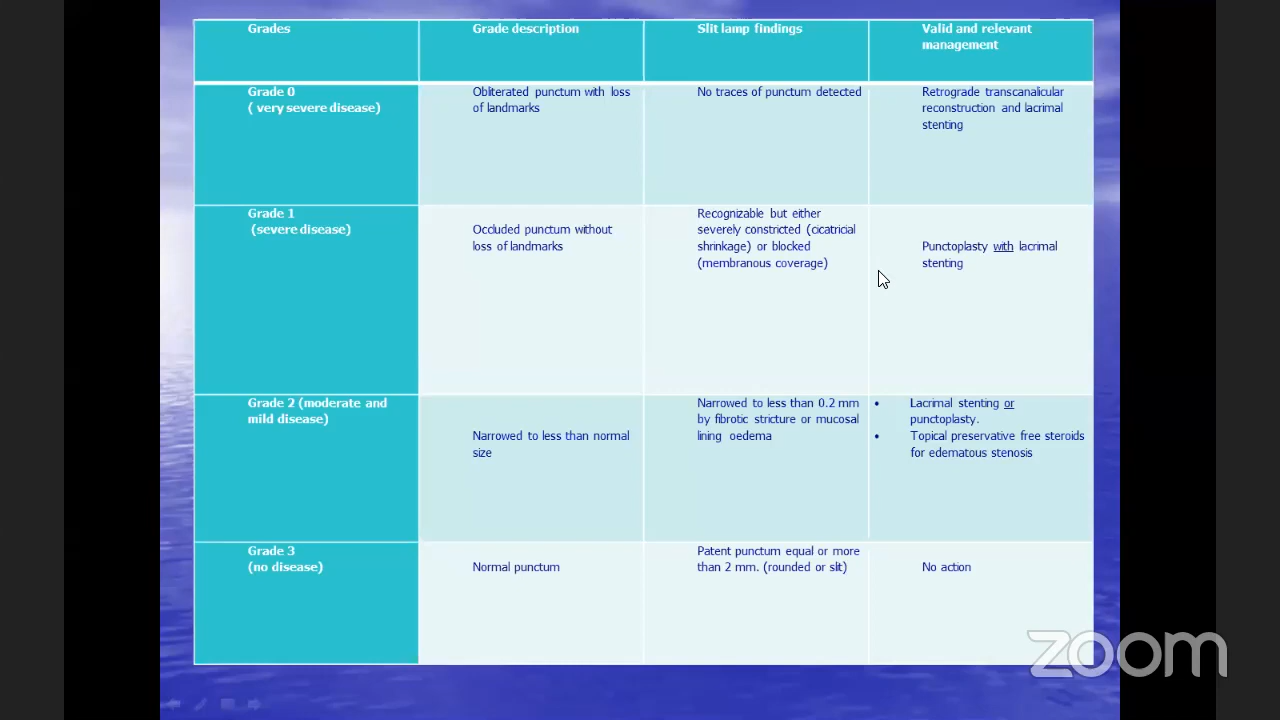 Grades
Grade description
Slit lamp findings
Valid and relevant
management
Grade 0
( very severe disease)
Obliterated punctum with loss
of landmarks
No traces of punctum detected
Retrograde transcanalicular
reconstruction and lacrimal
stenting
Grade 1
(severe disease)
Occluded punctum without
loss of landmarks
Recognizable but either
severely constricted (cicatricial
shrinkage) or blocked
(membranous coverage)
Punctoplasty with lacrimal
stenting
Grade 2 (moderate and
mild disease)
Narrowed to less than normal
size
Narrowed to less than 0.2 mm
by fibrotic stricture or mucosal
lining oedema
• Lacrimal stenting or
punctoplasty.
• Topical preservative free steroids
for edematous stenosis
Grade 3
(no disease)
Normal punctum
Patent punctum equal or more
than 2 mm. (rounded or slit)
No action
zoom